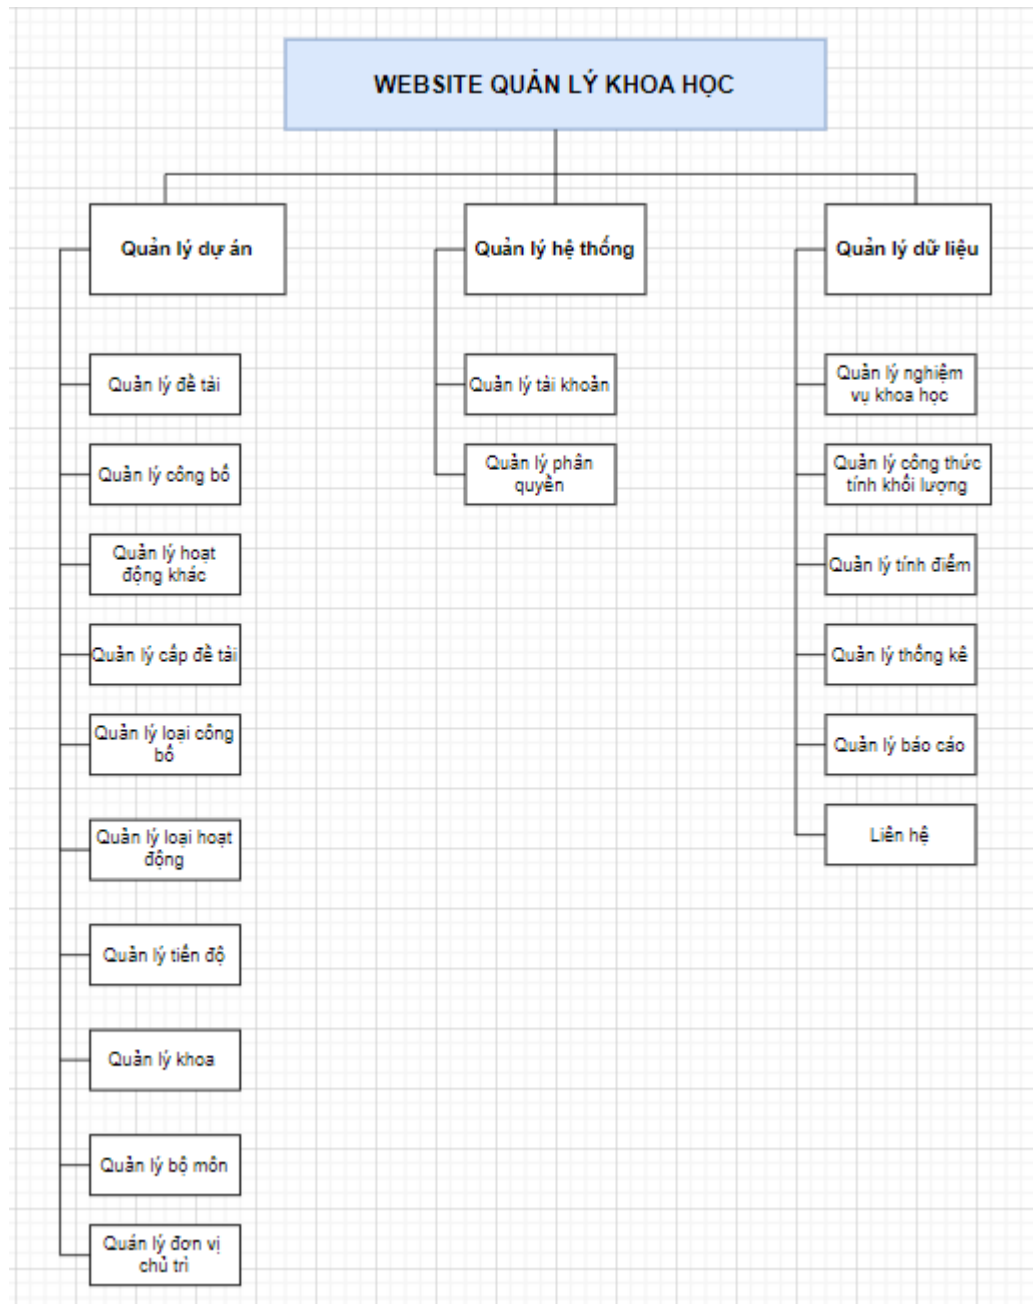 WEBSITE QUẢN LÝ KHOA HỌC
Quản lý dự án
Quản lý đề tài
Quản lý công bố
Quản lý hoạt
động khác
Quản lý cấp đề tài
Quản lý loại công
bố
Quản lý loại hoạt
động
Quản lý tiến độ
Quản lý khoa
Quản lý bộ môn
Quán lý đơn vị
chủ trì
Quản lý hệ thống
Quản lý tài khoản
Quản lý phân
quyền
Quản lý dữ liệu
Quản lý nghiệm
vụ khoa học
Quản lý công thức
tính khối lượng
Quản lý tính điểm
Quản lý thống kê
Quản lý báo cáo
Liên hệ